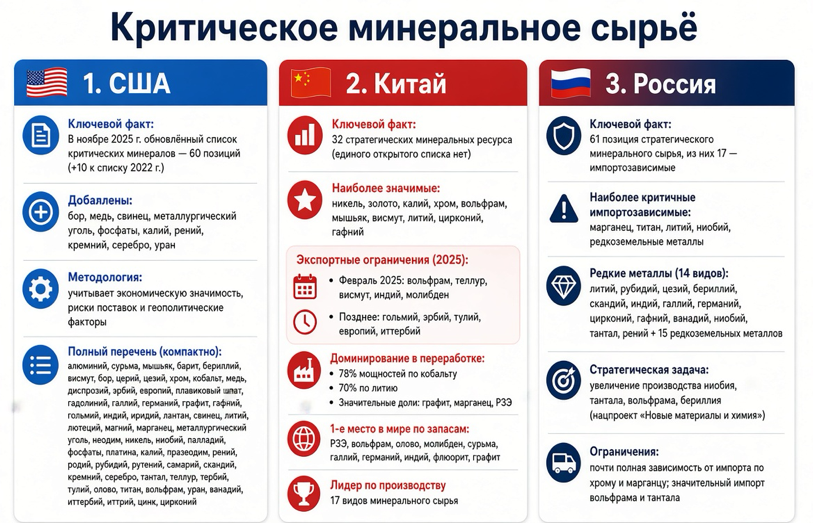 Критическое минеральное сырьё
1. США
Ключевой факт:
В ноябре 2025 г. обновлённый список
критических минералов — 60 позиций
(+10 к списку 2022 г.)
Добаллены:
бор, медь, свинец, металлургический
уголь, фосфаты, калий, рений,
кремний, серебро, уран
Методология:
учитывает экономическую значимость,
риски поставок и геополитические
факторы
Полный перечень (компактно):
алюминий, сурьма, мышьяк, барит, бериллий,
висмут, бор, церий, цезий, хром, кобальт, медь,
диспрозий, эрбий, европий, плавиковый шпат,
гадолиний, галлий, германий, графит, гафний,
гольмий, индий, иридий, лантан, свинец, литий,
лютеций, магний, марганец, металлургический
уголь, неодим, никель, ниобий, палладий,
фосфаты, платина, калий, празеодим, рений,
родий, рубидий, рутений, самарий, скандий,
кремний, серебро, тантал, теллур, тербий,
тулий, олово, титан, вольфрам, уран, ванадий,
иттербий, иттрий, цинк, цирконий
2. Китай
Ключевой факт:
32 стратегических минеральных ресурса
(единого открытого списка нет)
Наиболее значимые:
никель, золото, калий, хром, вольфрам,
мышьяк, висмут, литий, цирконий,
гафний
Экспортные ограничения (2025):
• Февраль 2025: вольфрам, теллур,
висмут, индий, молибден
• Позднее: гольмий, эрбий, тулий,
европий, иттербий
Доминирование в переработке:
• 78% мощностей по кобальту
• 70% по литию
• Значительные доли: графит, марганец, РЗЭ
1-е место в мире по запасам:
РЗЭ, вольфрам, олово, молибден, сурьма,
галлий, германий, индий, флюорит, графит
Лидер по производству
17 видов минерального сырья
3. Россия
Ключевой факт:
61 позиция стратегического
минерального сырья, из них 17 —
импортозависимые
Наиболее критичные
импортозависимые:
марганец, титан, литий, ниобий,
редкоземельные металлы
Редкие металлы (14 видов):
литий, рубидий, цезий, бериллий,
скандий, индий, галлий, германий,
цирконий, гафний, ванадий, ниобий,
тантал, рений + 15 редкоземельных металлов
Стратегическая задача:
увеличение производства ниобия,
тантала, вольфрама, бериллия
(нацпроект «Новые материалы и химия»)
Ограничения:
почти полная зависимость от импорта по
хрому и марганцу; значительный импорт
вольфрама и тантала